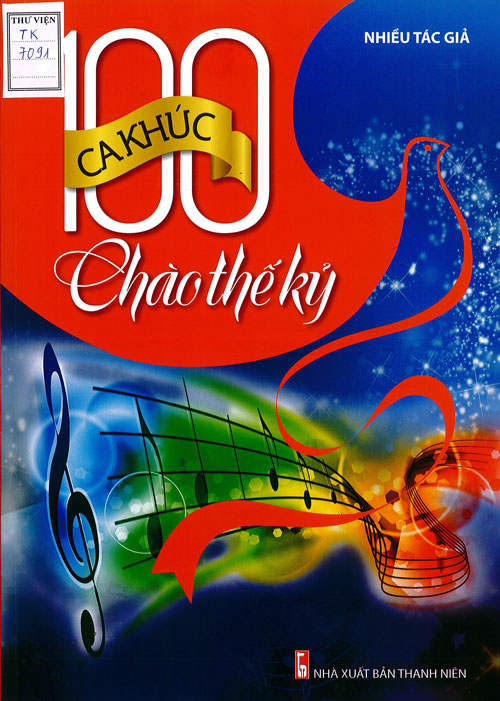 THƯ VIỆN
TK
7091
NHIỀU TÁC GIẢ
100
CA KHÚC
Chào thế kỷ
NHÀ XUẤT BẢN THANH NIÊN